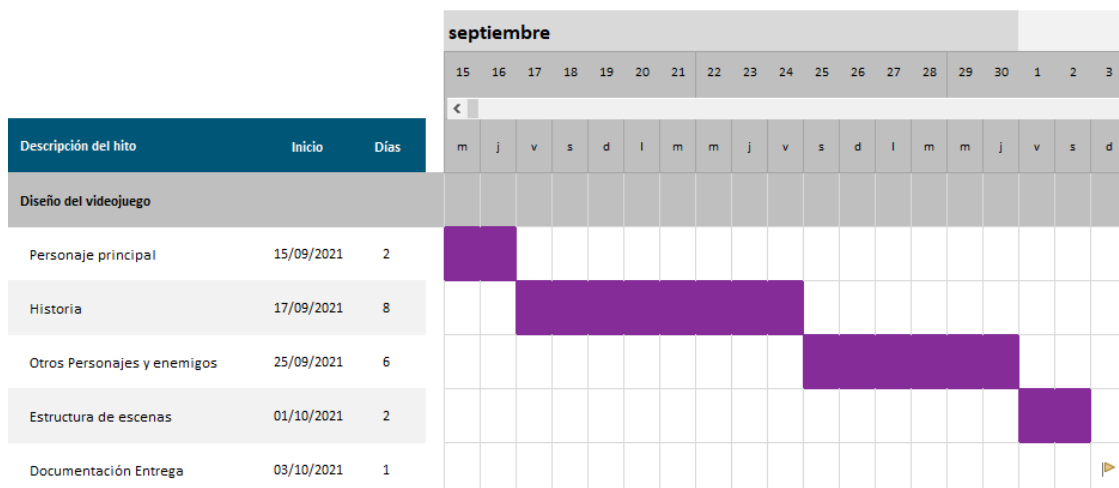 septiembre
15 16 17 18 19 20 21 22 23 24 25 26 27 28 29 30 1 2 3
Descripción del hito Inicio Días m j v s d l m m j v s d l m m j v s d
Diseño del videojuego
Personaje principal 15/09/2021 2
Historia 17/09/2021 8
Otros Personajes y enemigos 25/09/2021 6
Estructura de escenas 01/10/2021 2
Documentación Entrega 03/10/2021 1